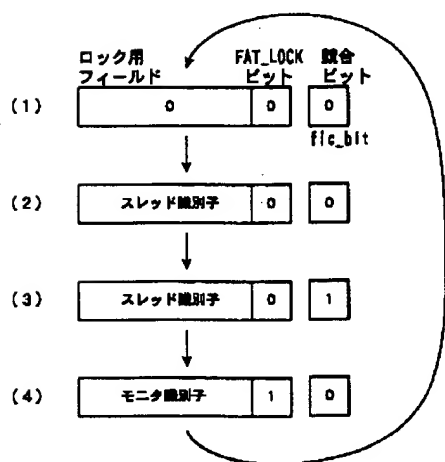 ロック用 FAT_LOCK 競合
フィールド ビット ビット
(1) 0 0 0
flc_bit
(2) スレッド識別子 0 0
(3) スレッド識別子 0 1
(4) モニタ識別子 1 0